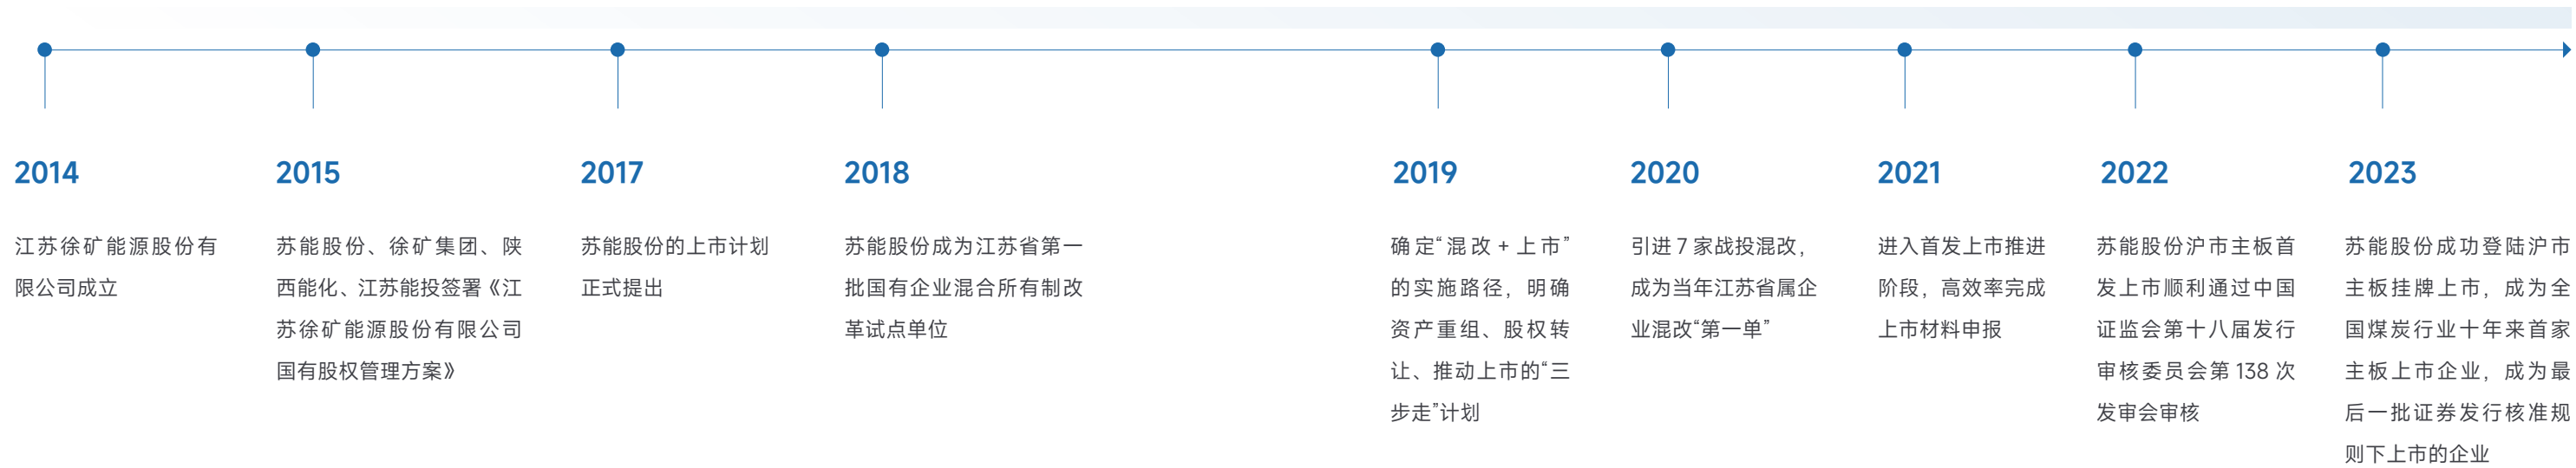 2014
江苏徐矿能源股份有
限公司成立
2015
苏能股份、徐矿集团、陕
西能化、江苏能投签署《江
苏徐矿能源股份有限公司
国有股权管理方案》
2017
苏能股份的上市计划
正式提出
2018
苏能股份成为江苏省第一
批国有企业混合所有制改
革试点单位
2019
确定“混改 + 上市”
的实施路径，明确
资产重组、股权转
让、推动上市的“三
步走”计划
2020
引进 7 家战投混改，
成为当年江苏省属企
业混改“第一单”
2021
进入首发上市推进
阶段，高效率完成
上市材料申报
2022
苏能股份沪市主板首
发上市顺利通过中国
证监会第十八届发行
审核委员会第 138 次
发审会审核
2023
苏能股份成功登陆沪市
主板挂牌上市，成为全
国煤炭行业十年来首家
主板上市企业，成为最
后一批证券发行核准规
则下上市的企业